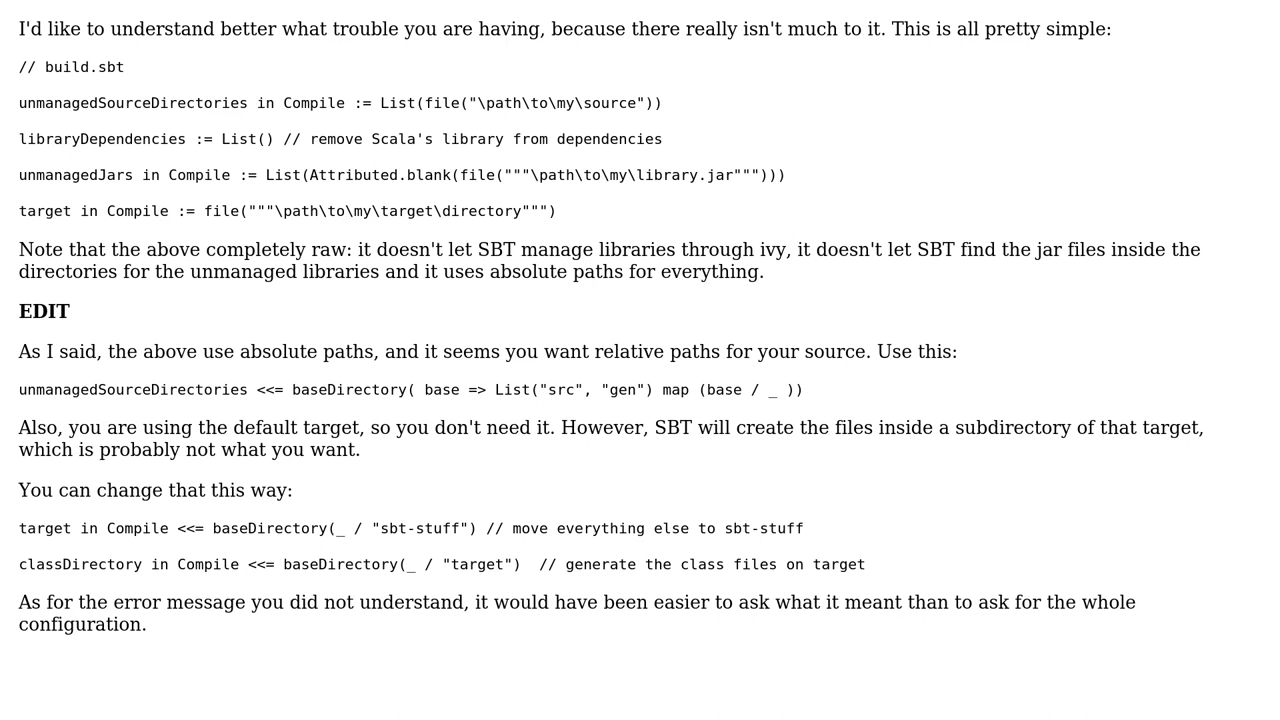 I'd like to understand better what trouble you are having, because there really isn't much to it. This is all pretty simple:
// build.sbt
unmanagedSourceDirectories in Compile := List(file("\path\to\my\source"))
libraryDependencies := List() // remove Scala's library from dependencies
unmanagedJars in Compile := List(Attributed.blank(file("""\path\to\my\library.jar""")))
target in Compile := file("""\path\to\my\target\directory""")
Note that the above completely raw: it doesn't let SBT manage libraries through ivy, it doesn't let SBT find the jar files inside the
directories for the unmanaged libraries and it uses absolute paths for everything.
EDIT
As I said, the above use absolute paths, and it seems you want relative paths for your source. Use this:
unmanagedSourceDirectories <<= baseDirectory( base => List("src", "gen") map (base / _ ))
Also, you are using the default target, so you don't need it. However, SBT will create the files inside a subdirectory of that target,
which is probably not what you want.
You can change that this way:
target in Compile <<= baseDirectory(_ / "sbt-stuff") // move everything else to sbt-stuff
classDirectory in Compile <<= baseDirectory(_ / "target")  // generate the class files on target
As for the error message you did not understand, it would have been easier to ask what it meant than to ask for the whole
configuration.